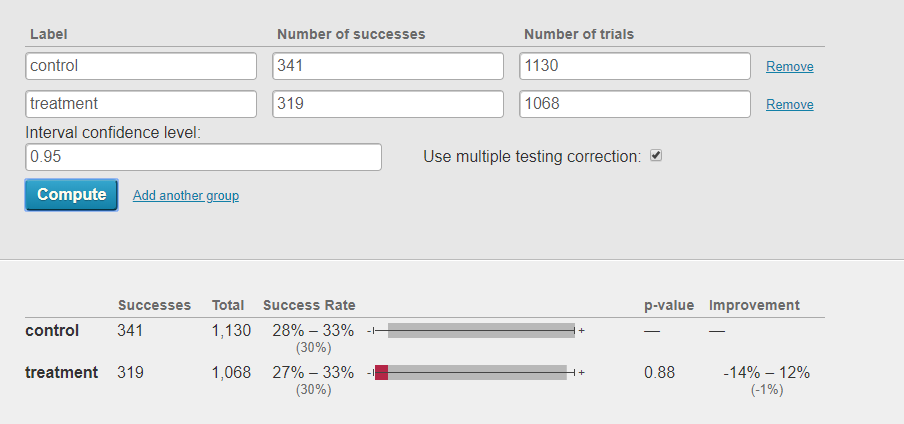 Label Number of successes Number of trials
control 341 1130 Remove
treatment 319 1068 Remove
Interval confidence level:
0.95 Use multiple testing correction:
Compute Add another group
Successes Total Success Rate p-value Improvement
control 341 1,130 28% – 33% - + — —
(30%)
treatment 319 1,068 27% – 33% - + 0.88 -14% – 12%
(30%) (-1%)